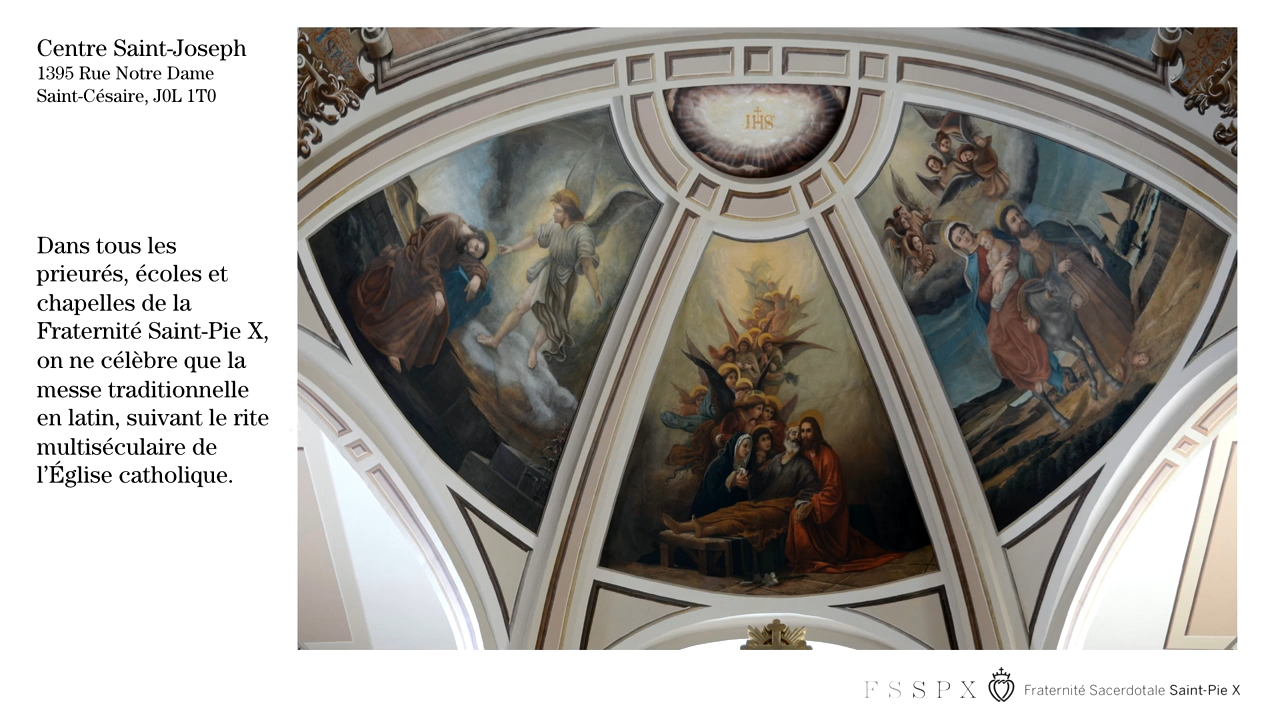 Centre Saint-Joseph
1395 Rue Notre Dame
Saint-Césaire, J0L 1T0
Dans tous les
prieurés, écoles et
chapelles de la
Fraternité Saint-Pie X,
on ne célèbre que la
messe traditionnelle
en latin, suivant le rite
multiséculaire de
l’Église catholique.
IHS
FSSPX Fraternité Sacerdotale Saint-Pie X